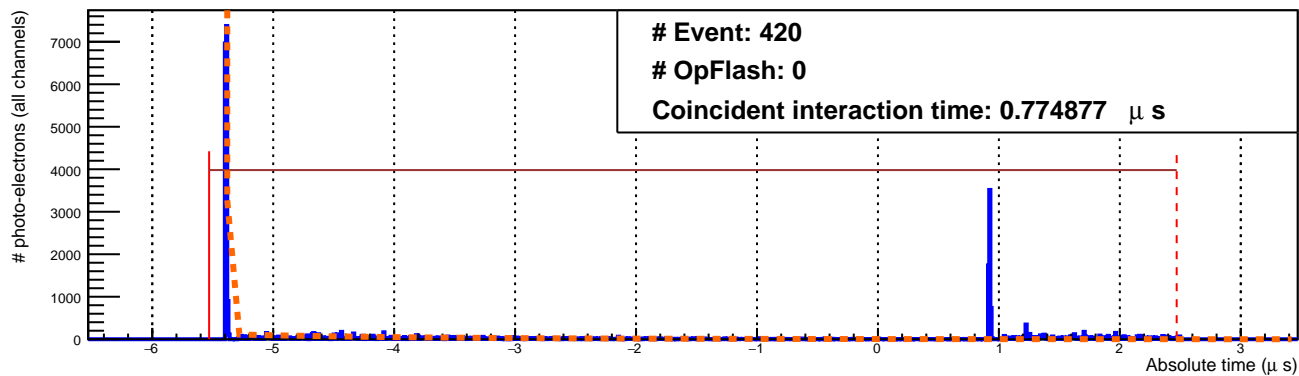 # Event: 420
# OpFlash: 0
Coincident interaction time: 0.774877 μ s
# photo-electrons (all channels)
7000
6000
5000
4000
3000
2000
1000
0
−6 −5 −4 −3 −2 −1 0 1 2 3
Absolute time (μ s)